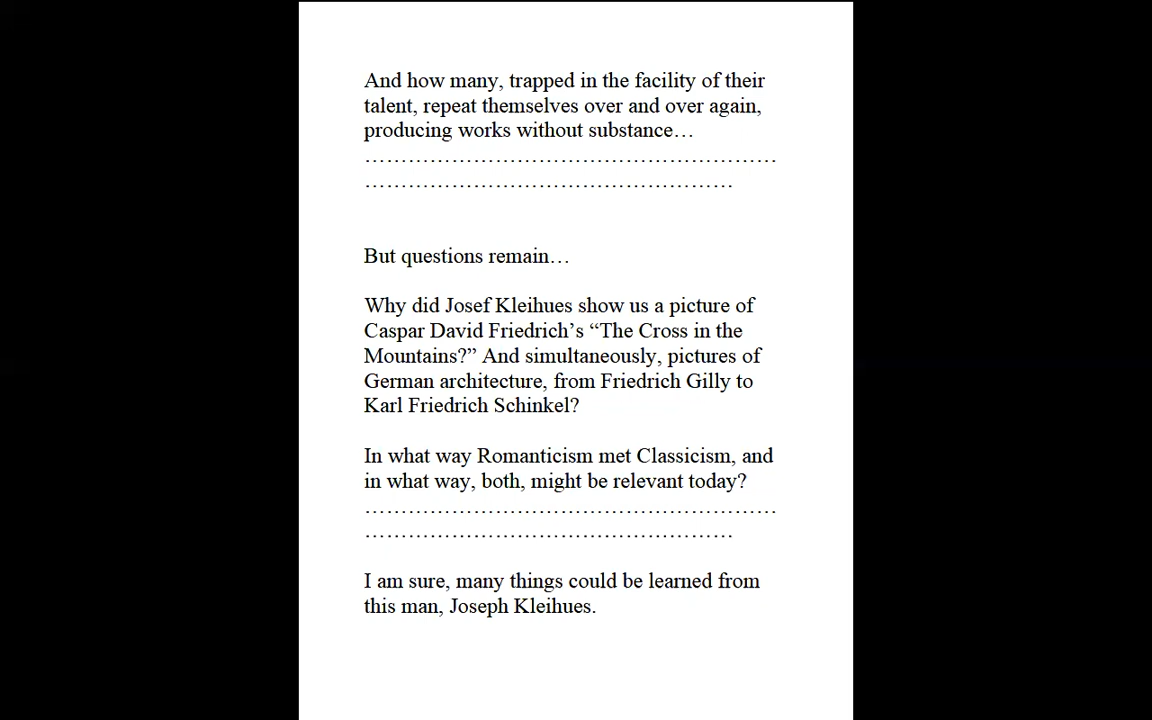 And how many, trapped in the facility of their
talent, repeat themselves over and over again,
producing works without substance…
……………………………………………………
………………………………………………
But questions remain…
Why did Josef Kleihues show us a picture of
Caspar David Friedrich’s “The Cross in the
Mountains?” And simultaneously, pictures of
German architecture, from Friedrich Gilly to
Karl Friedrich Schinkel?
In what way Romanticism met Classicism, and
in what way, both, might be relevant today?
……………………………………………………
………………………………………………
I am sure, many things could be learned from
this man, Joseph Kleihues.